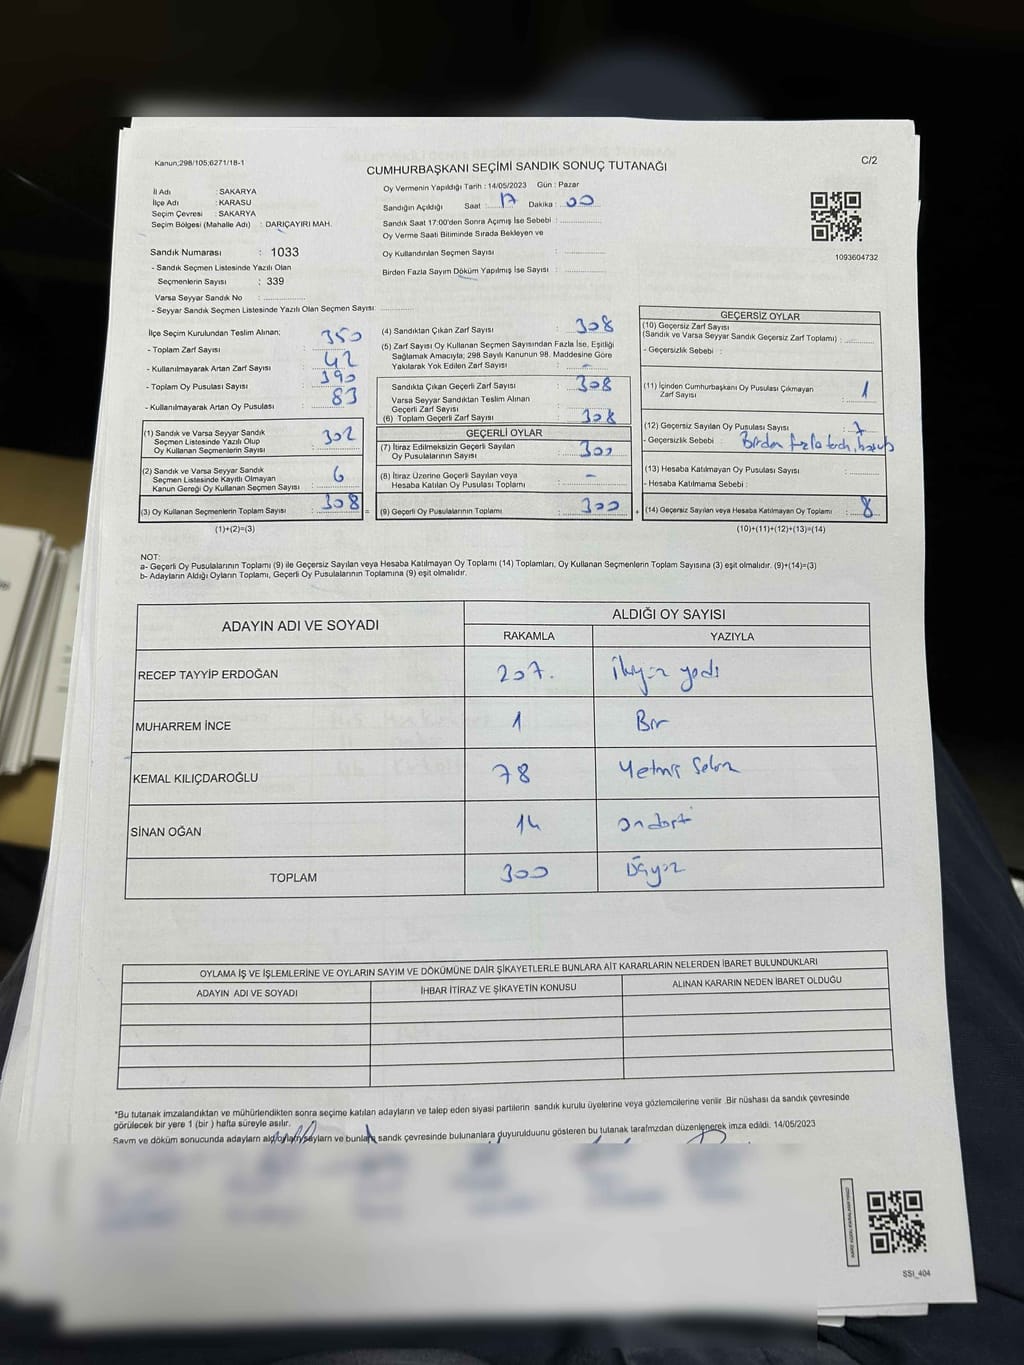 Kanun;298/105;6271/18-1
CUMHURBAŞKANI SEÇİMİ SANDIK SONUÇ TUTANAĞI
C/2
İl Adı : SAKARYA
İlçe Adı : KARASU
Seçim Çevresi : SAKARYA
Seçim Bölgesi (Mahalle Adı) : DARIÇAYIRI MAH.
Sandık Numarası : 1033
- Sandık Seçmen Listesinde Yazılı Olan
Seçmenlerin Sayısı : 339
Varsa Seyyar Sandık No :
- Seyyar Sandık Seçmen Listesinde Yazılı Olan Seçmen Sayısı:
Oy Vermenin Yapıldığı Tarih : 14/05/2023 Gün : Pazar
Sandığın Açıldığı Saat : 17 Dakika : 00
Sandık Saat 17:00'den Sonra Açımış İse Sebebi :
Oy Verme Saati Bitiminde Sırada Bekleyen ve
Oy Kullandırılan Seçmen Sayısı :
Birden Fazla Sayım Döküm Yapılmış İse Sayısı :
1093604732
İlçe Seçim Kurulundan Teslim Alınan;
- Toplam Zarf Sayısı : 350
- Kullanılmayarak Artan Zarf Sayısı : 42
- Toplam Oy Pusulası Sayısı : 390
- Kullanılmayarak Artan Oy Pusulası : 83
(1) Sandık ve Varsa Seyyar Sandık
Seçmen Listesinde Yazılı Olup
Oy Kullanan Seçmenlerin Sayısı : 302
(2) Sandık ve Varsa Seyyar Sandık
Seçmen Listesinde Kayıtlı Olmayan
Kanun Gereği Oy Kullanan Seçmen Sayısı : 6
(3) Oy Kullanan Seçmenlerin Toplam Sayısı : 308 =
(1)+(2)=(3)
(4) Sandıktan Çıkan Zarf Sayısı : 308
(5) Zarf Sayısı Oy Kullanan Seçmen Sayısından Fazla İse, Eşitliği
Sağlamak Amacıyla; 298 Sayılı Kanunun 98. Maddesine Göre
Yakılarak Yok Edilen Zarf Sayısı : -
Sandıkta Çıkan Geçerli Zarf Sayısı : 308
Varsa Seyyar Sandıktan Teslim Alınan
Geçerli Zarf Sayısı :
(6) Toplam Geçerli Zarf Sayısı : 308
GEÇERLİ OYLAR
(7) İtiraz Edilmeksizin Geçerli Sayılan
Oy Pusulalarının Sayısı : 300
(8) İtiraz Üzerine Geçerli Sayılan veya
Hesaba Katılan Oy Pusulası Toplamı : -
(9) Geçerli Oy Pusulalarının Toplamı : 300 +
GEÇERSİZ OYLAR
(10) Geçersiz Zarf Sayısı
(Sandık ve Varsa Seyyar Sandık Geçersiz Zarf Toplamı) :
- Geçersizlik Sebebi :
(11) İçinden Cumhurbaşkanı Oy Pusulası Çıkmayan
Zarf Sayısı : 1
(12) Geçersiz Sayılan Oy Pusulası Sayısı : 7
- Geçersizlik Sebebi : Birden fazla
(13) Hesaba Katılmayan Oy Pusulası Sayısı :
- Hesaba Katılmama Sebebi :
(14) Geçersiz Sayılan veya Hesaba Katılmayan Oy Toplamı : 8
(10)+(11)+(12)+(13)=(14)
NOT:
a- Geçerli Oy Pusulalarının Toplamı (9) ile Geçersiz Sayılan veya Hesaba Katılmayan Oy Toplamı (14) Toplamları, Oy Kullanan Seçmenlerin Toplam Sayısına (3) eşit olmalıdır. (9)+(14)=(3)
b- Adayların Aldığı Oyların Toplamı, Geçerli Oy Pusulalarının Toplamına (9) eşit olmalıdır.
ADAYIN ADI VE SOYADI ALDIĞI OY SAYISI
RAKAMLA YAZIYLA
RECEP TAYYİP ERDOĞAN 207. İkiyüz yedi
MUHARREM İNCE 1 Bir
KEMAL KILIÇDAROĞLU 78 Yetmiş Sekiz
SİNAN OĞAN 14 ondört
TOPLAM 300 Üçyüz
OYLAMA İŞ VE İŞLEMLERİNE VE OYLARIN SAYIM VE DÖKÜMÜNE DAİR ŞİKAYETLERLE BUNLARA AİT KARARLARIN NELERDEN İBARET BULUNDUKLARI
ADAYIN ADI VE SOYADI İHBAR İTİRAZ VE ŞİKAYETİN KONUSU ALINAN KARARIN NEDEN İBARET OLDUĞU
*Bu tutanak imzalandıktan ve mühürlendikten sonra seçime katılan adayların ve talep eden siyasi partilerin sandık kurulu üyelerine veya gözlemcilerine verilir .Bir nüshası da sandık çevresinde
görülecek bir yere 1 (bir ) hafta süreyle asılır.
Sayım ve döküm sonucunda adayların aldığı oyların sayıları ve bunların sandık çevresinde bulunanlara duyurulduunu gösteren bu tutanak tarafımzdan düzenlenerek imza edildi. 14/05/2023
SSI_404